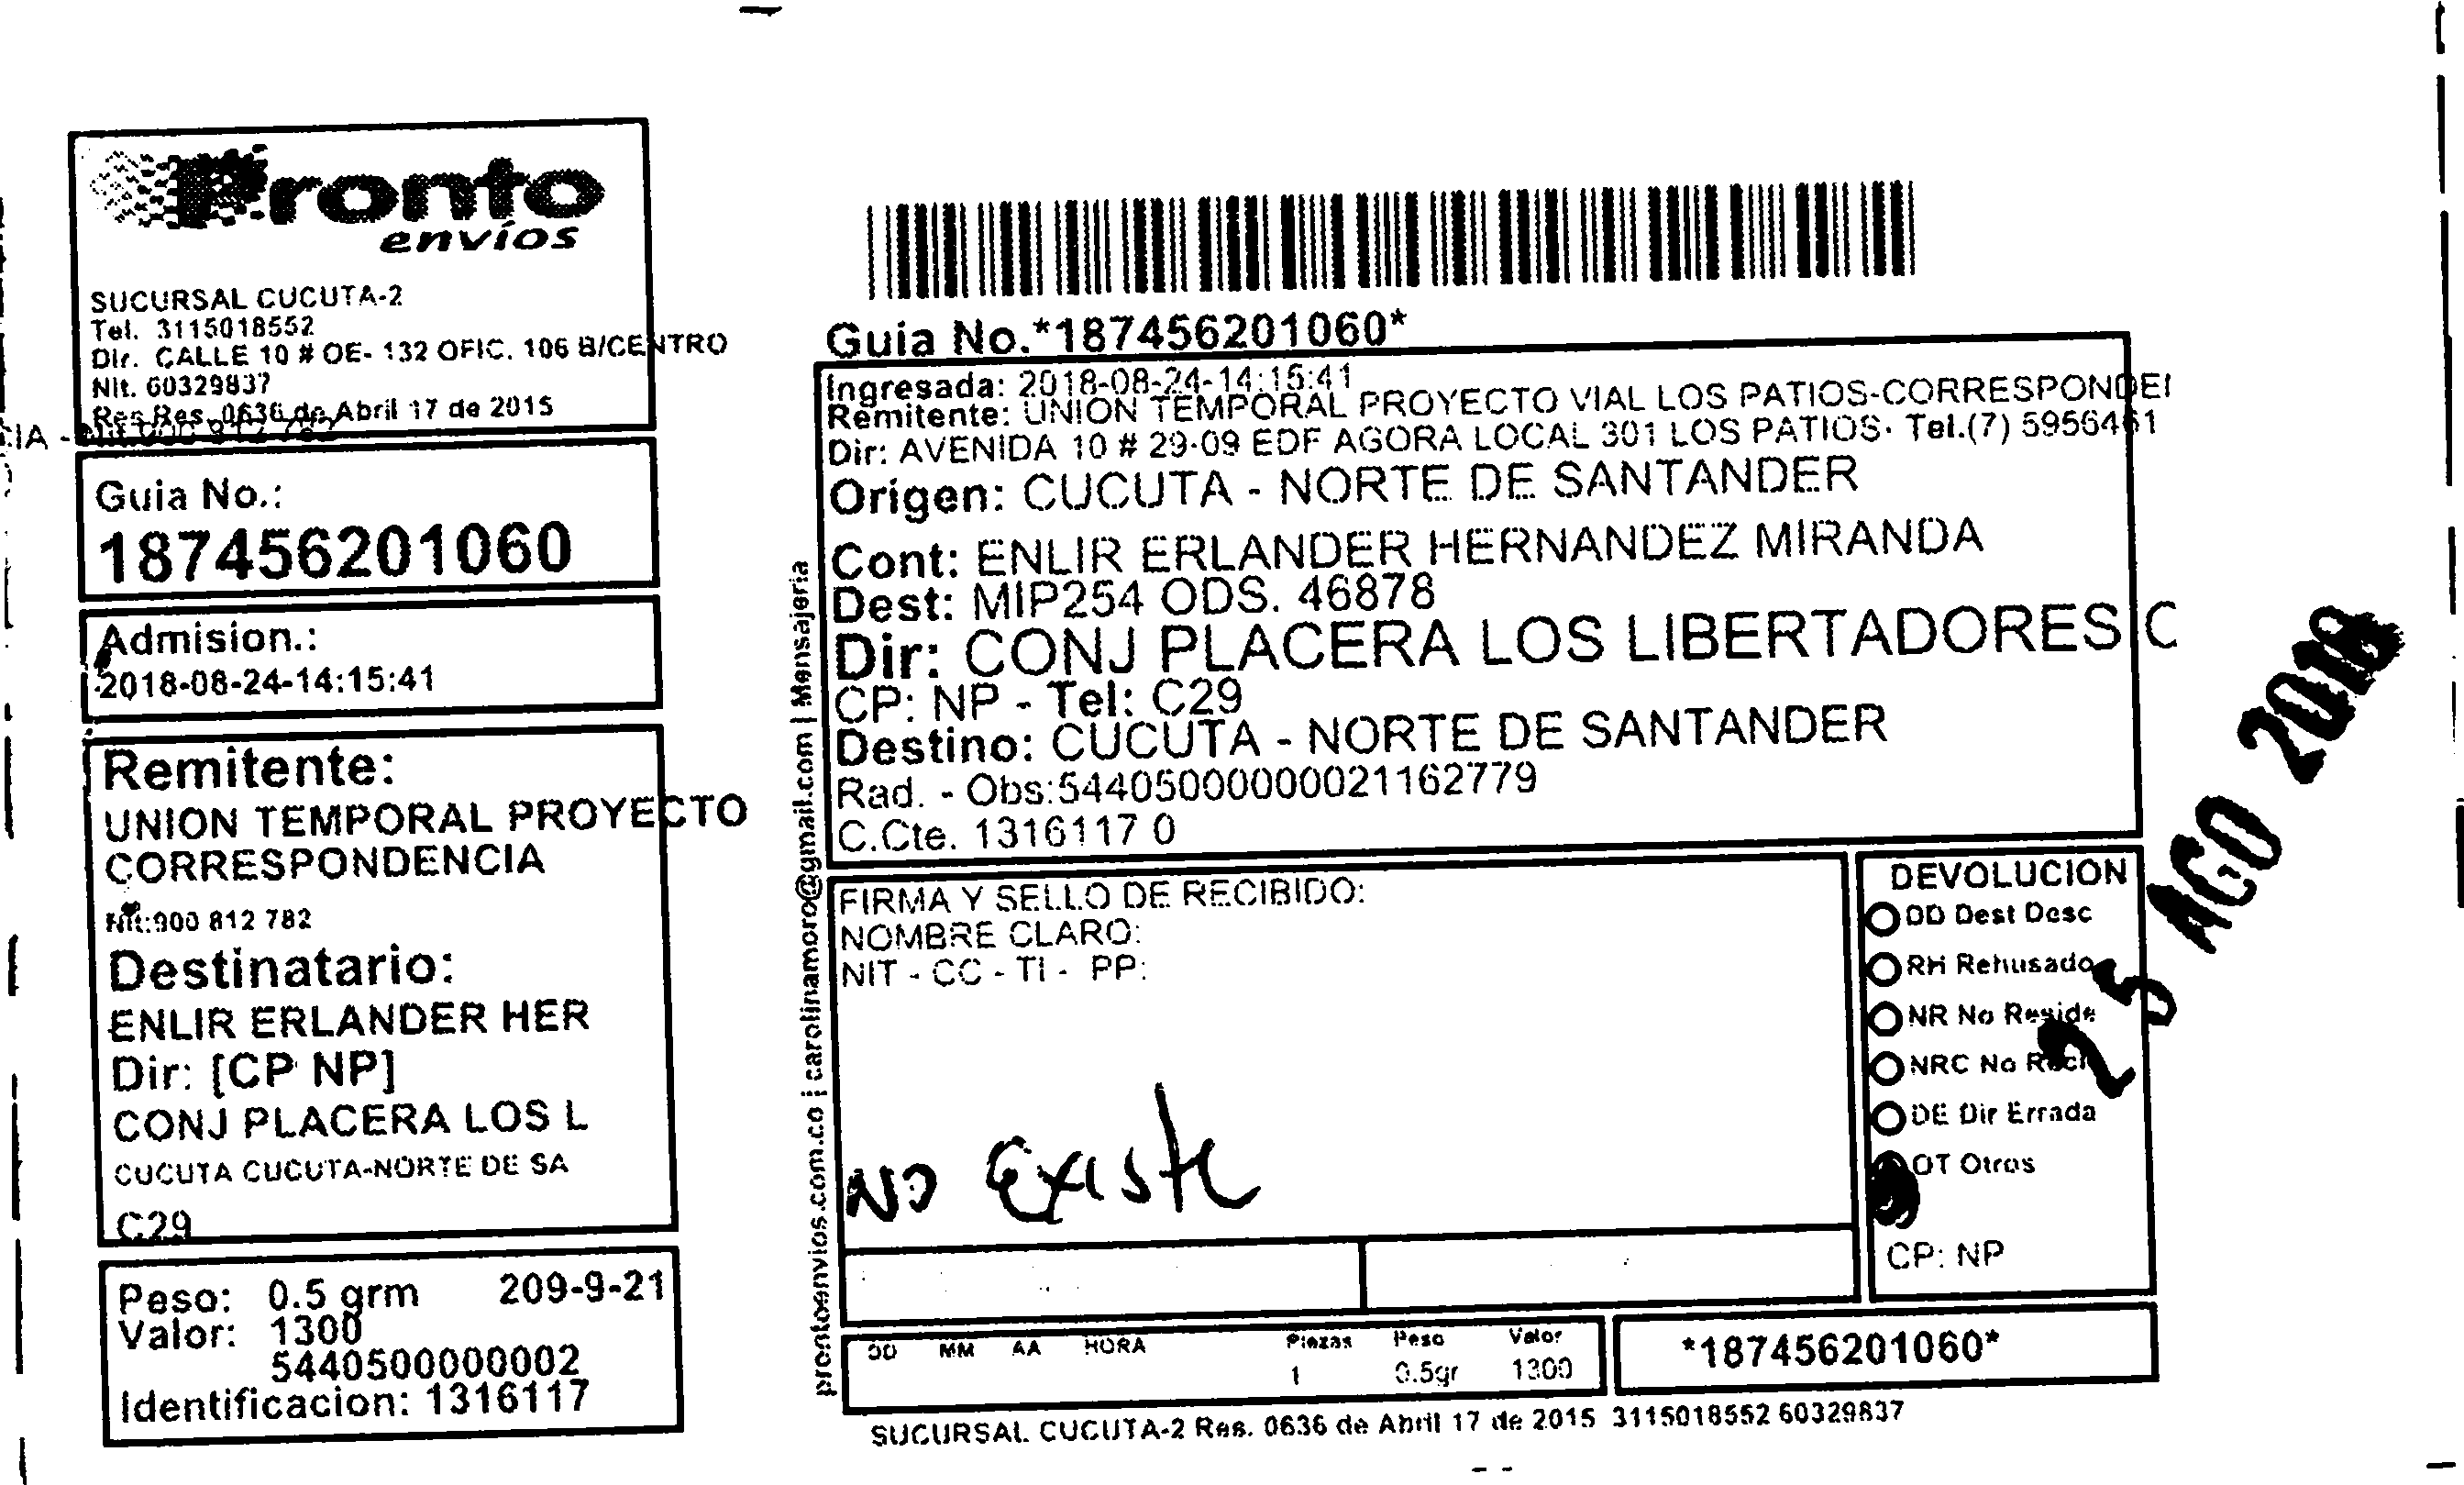 Pronto
envíos
SUCURSAL CUCUTA-2
Tel. 3115018552
Dir. CALLE 10 # OE- 132 OFIC. 106 B/CENTRO
Nit. 60329837
Res.Res. 0636 de Abril 17 de 2015
Guia No.:
187456201060
Admision.:
2018-08-24-14:15:41
Remitente:
UNION TEMPORAL PROYECTO
CORRESPONDENCIA
Nit:900 812 782
Destinatario:
ENLIR ERLANDER HER
Dir: [CP NP]
CONJ PLACERA LOS L
CUCUTA CUCUTA-NORTE DE SA
C29
Peso: 0.5 grm 209-9-21
Valor: 1300
5440500000002
Identificacion: 1316117
prontoenvios.com.co | carolinamoro@gmail.com | Mensajeria
Guia No.*187456201060*
Ingresada: 2018-08-24-14:15:41
Remitente: UNION TEMPORAL PROYECTO VIAL LOS PATIOS-CORRESPONDEI
Dir: AVENIDA 10 # 29-09 EDF AGORA LOCAL 301 LOS PATIOS. Tel.(7) 5956461
Origen: CUCUTA - NORTE DE SANTANDER
Cont: ENLIR ERLANDER HERNANDEZ MIRANDA
Dest: MIP254 ODS. 46878
Dir: CONJ PLACERA LOS LIBERTADORES C
CP: NP - Tel: C29
Destino: CUCUTA - NORTE DE SANTANDER
Rad. - Obs:544050000000021162779
C.Cte. 1316117 0
FIRMA Y SELLO DE RECIBIDO:
NOMBRE CLARO:
NIT - CC - TI - PP:
No Existe
DEVOLUCION
DD Dest Desc
RH Rehusado
NR No Reside
NRC No Recl
DE Dir Errada
OT Otros
CP: NP
25 AGO 2018
DD MM AA HORA Piezas Peso Valor
1 0.5gr 1300
*187456201060*
SUCURSAL CUCUTA-2 Res. 0636 de Abril 17 de 2015 3115018552 60329837